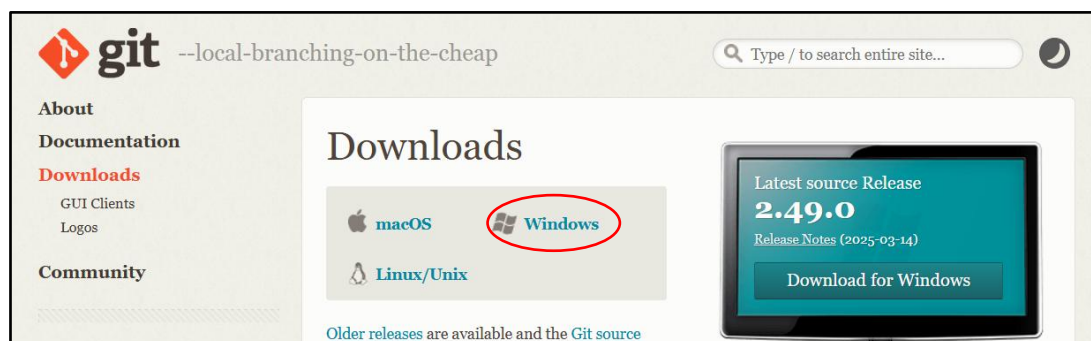 git --local-branching-on-the-cheap
Type / to search entire site...
About
Documentation
Downloads
GUI Clients
Logos
Community
Downloads
macOS
Windows
Linux/Unix
Older releases are available and the Git source
Latest source Release
2.49.0
Release Notes (2025-03-14)
Download for Windows